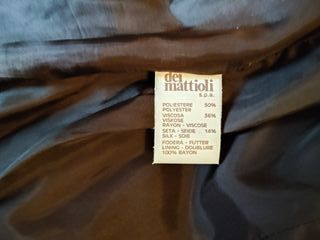 dei
mattioli
s.p.a.
POLIESTERE 50%
POLYESTER
VISCOSA 36%
VISKOSE
RAYON - VISCOSE
SETA - SEIDE 14%
SILK - SOIE
FODERA - FUTTER
LINING - DOUBLURE
100% RAYON